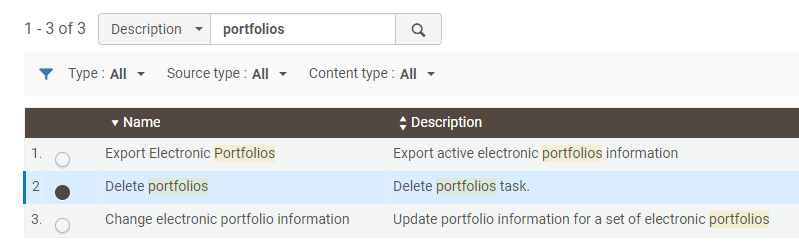 1 - 3 of 3 Description portfolios
Type : All Source type : All Content type : All
Name Description
1. Export Electronic Portfolios Export active electronic portfolios information
2 Delete portfolios Delete portfolios task.
3. Change electronic portfolio information Update portfolio information for a set of electronic portfolios